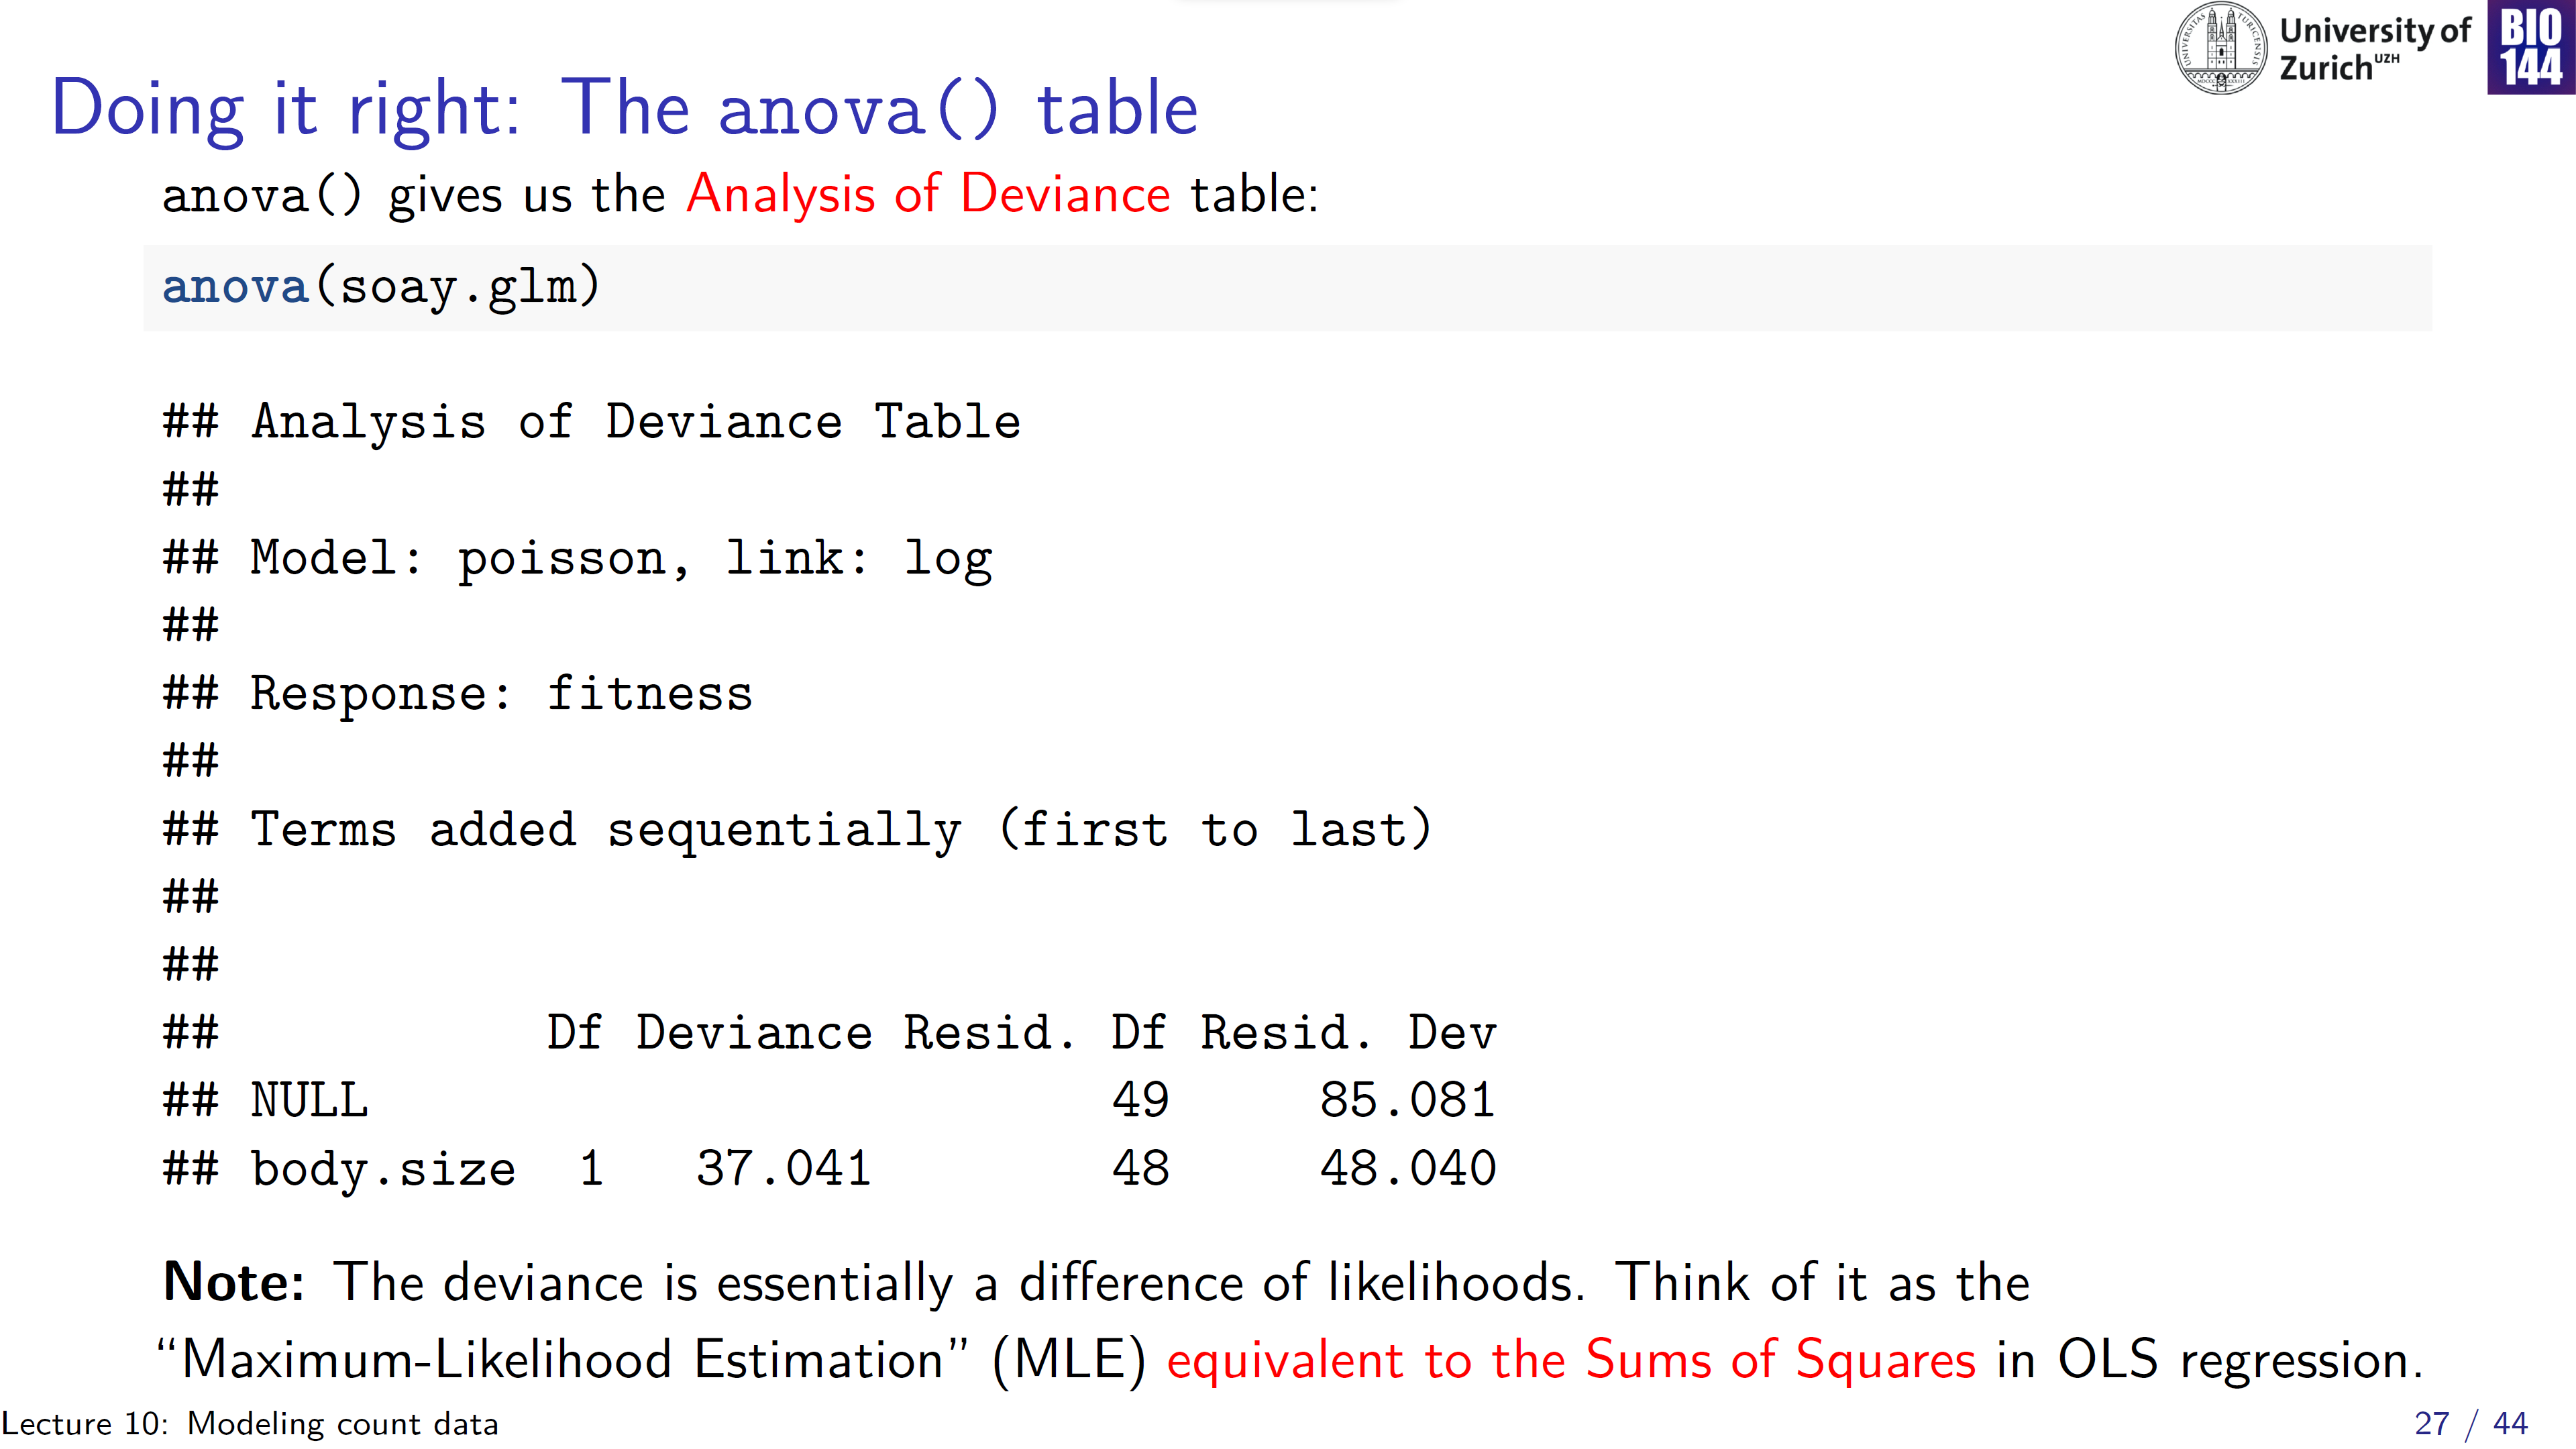 University of
Zurich UZH
BIO
144
Doing it right: The anova() table
anova() gives us the Analysis of Deviance table:
anova(soay.glm)
## Analysis of Deviance Table
##
## Model: poisson, link: log
##
## Response: fitness
##
## Terms added sequentially (first to last)
##
##
## Df Deviance Resid. Df Resid. Dev
## NULL 49 85.081
## body.size 1 37.041 48 48.040
Note: The deviance is essentially a difference of likelihoods. Think of it as the
“Maximum-Likelihood Estimation” (MLE) equivalent to the Sums of Squares in OLS regression.
Lecture 10: Modeling count data
27 / 44